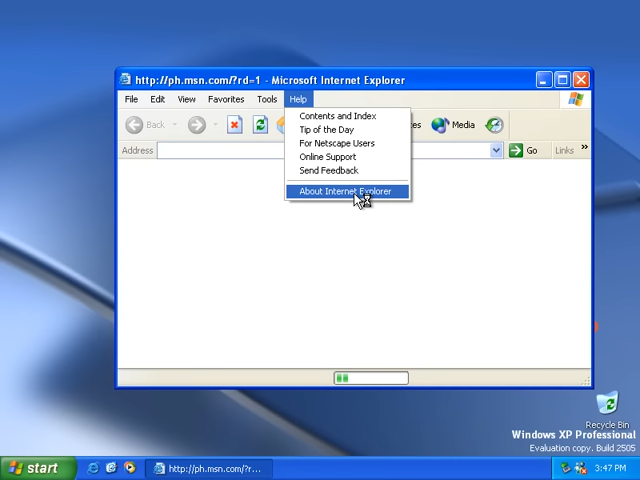 http://ph.msn.com/?rd=1 - Microsoft Internet Explorer
File Edit View Favorites Tools Help
Back
Media
Address
Go
Links
Contents and Index
Tip of the Day
For Netscape Users
Online Support
Send Feedback
About Internet Explorer
Recycle Bin
Windows XP Professional
Evaluation copy. Build 2505
start
http://ph.msn.com/?r...
3:47 PM